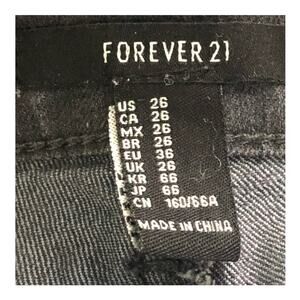 FOREVER 21
US 26
CA 26
MX 26
BR 26
EU 36
UK 26
KR 66
JP 66
CN 160/66A
MADE IN CHINA